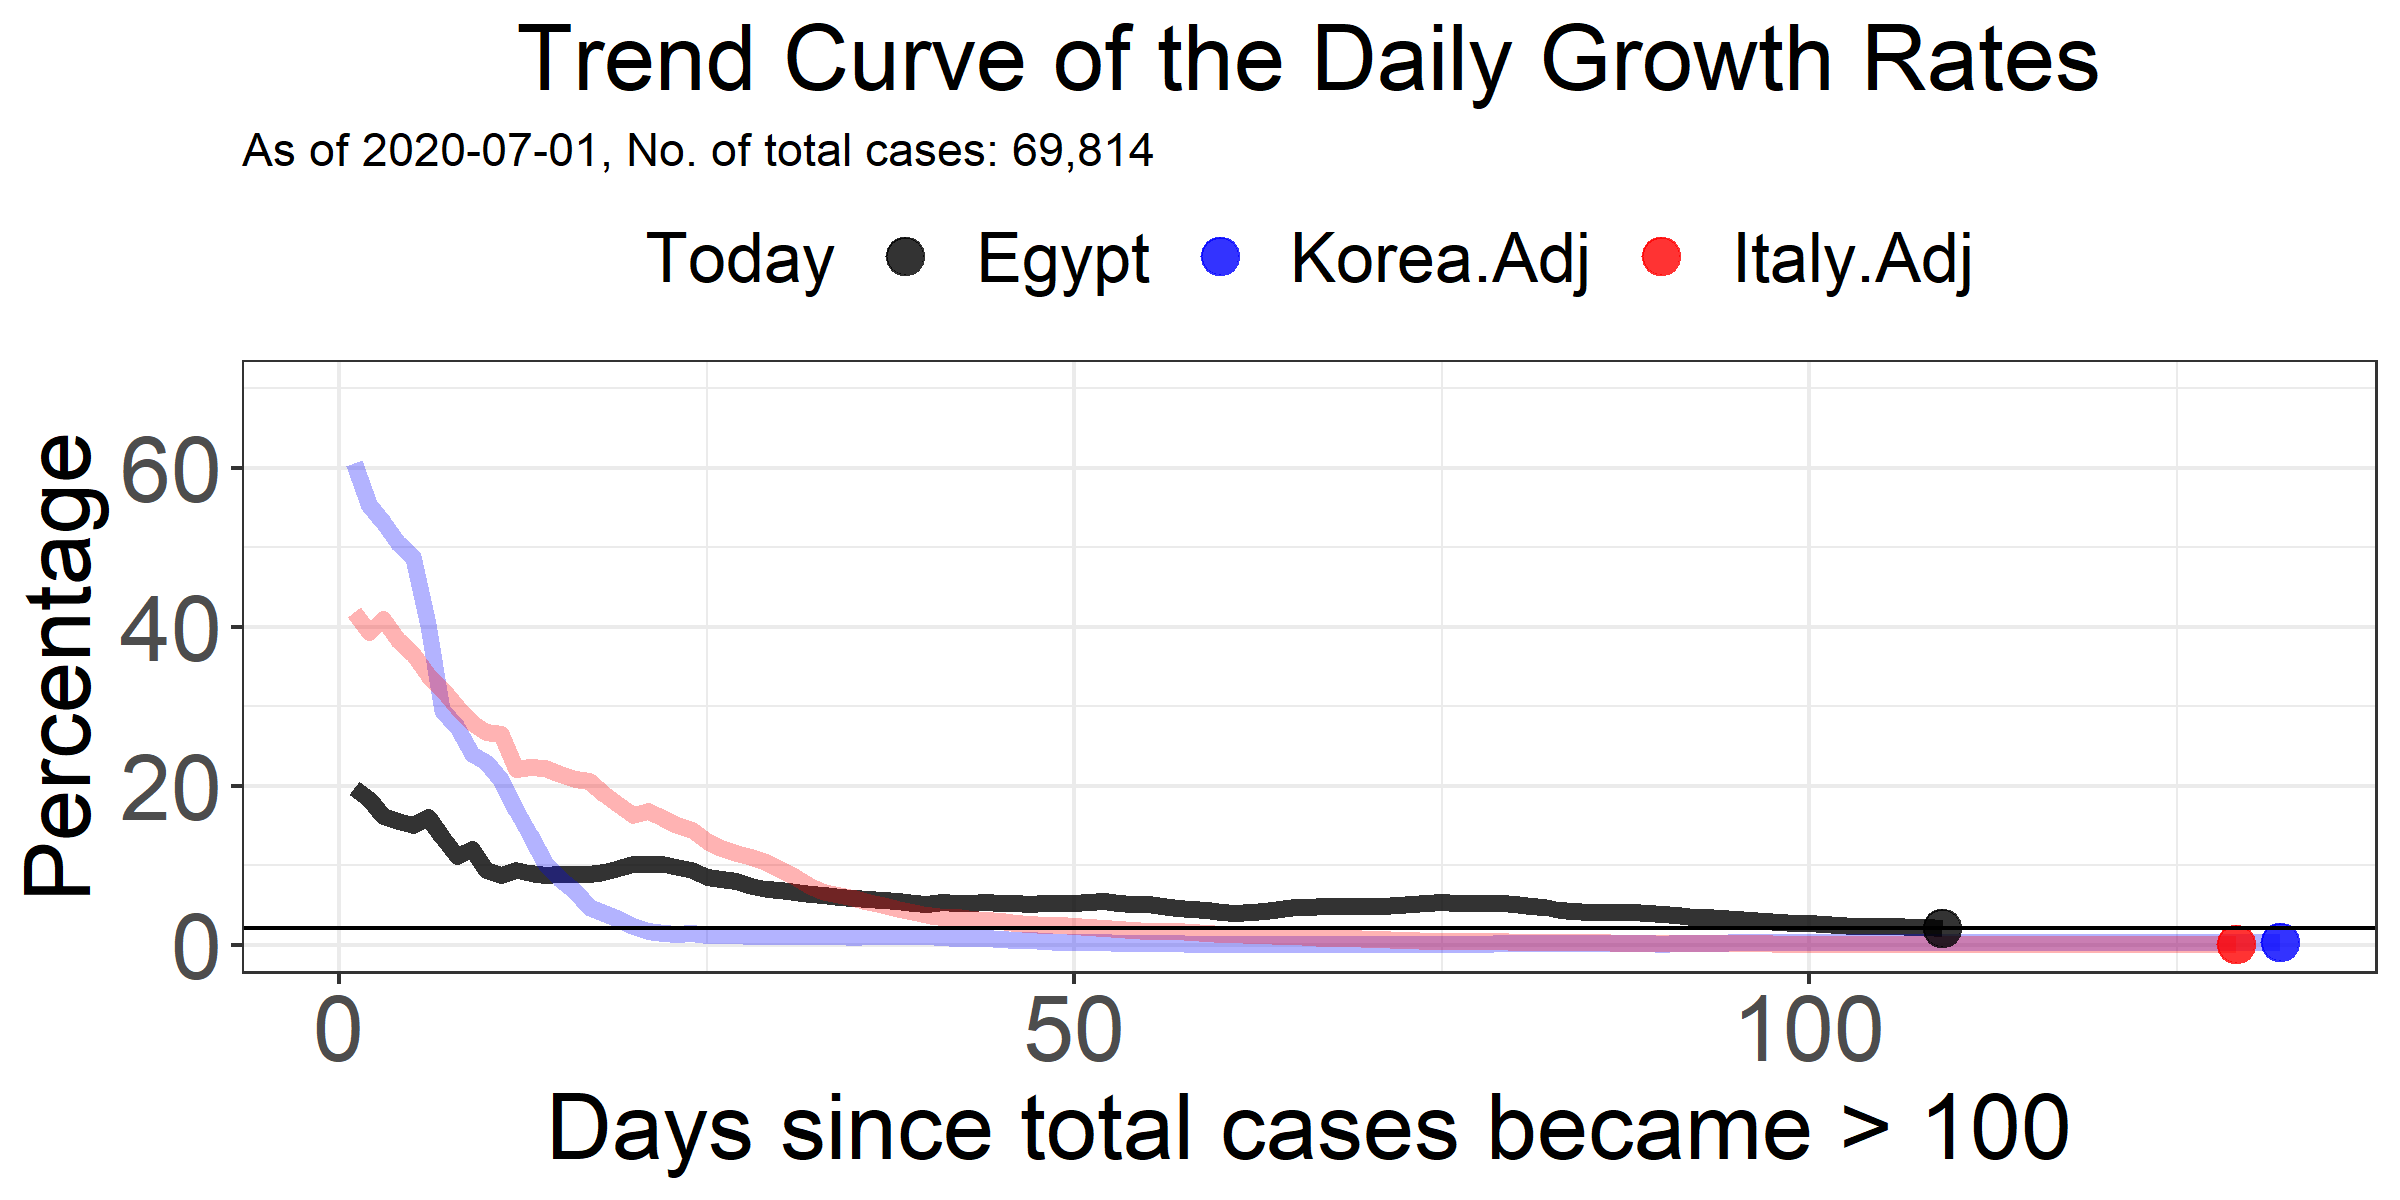 Trend Curve of the Daily Growth Rates
As of 2020-07-01, No. of total cases: 69,814
Today Egypt Korea.Adj Italy.Adj
Percentage
60
40
20
0
0 50 100
Days since total cases became > 100